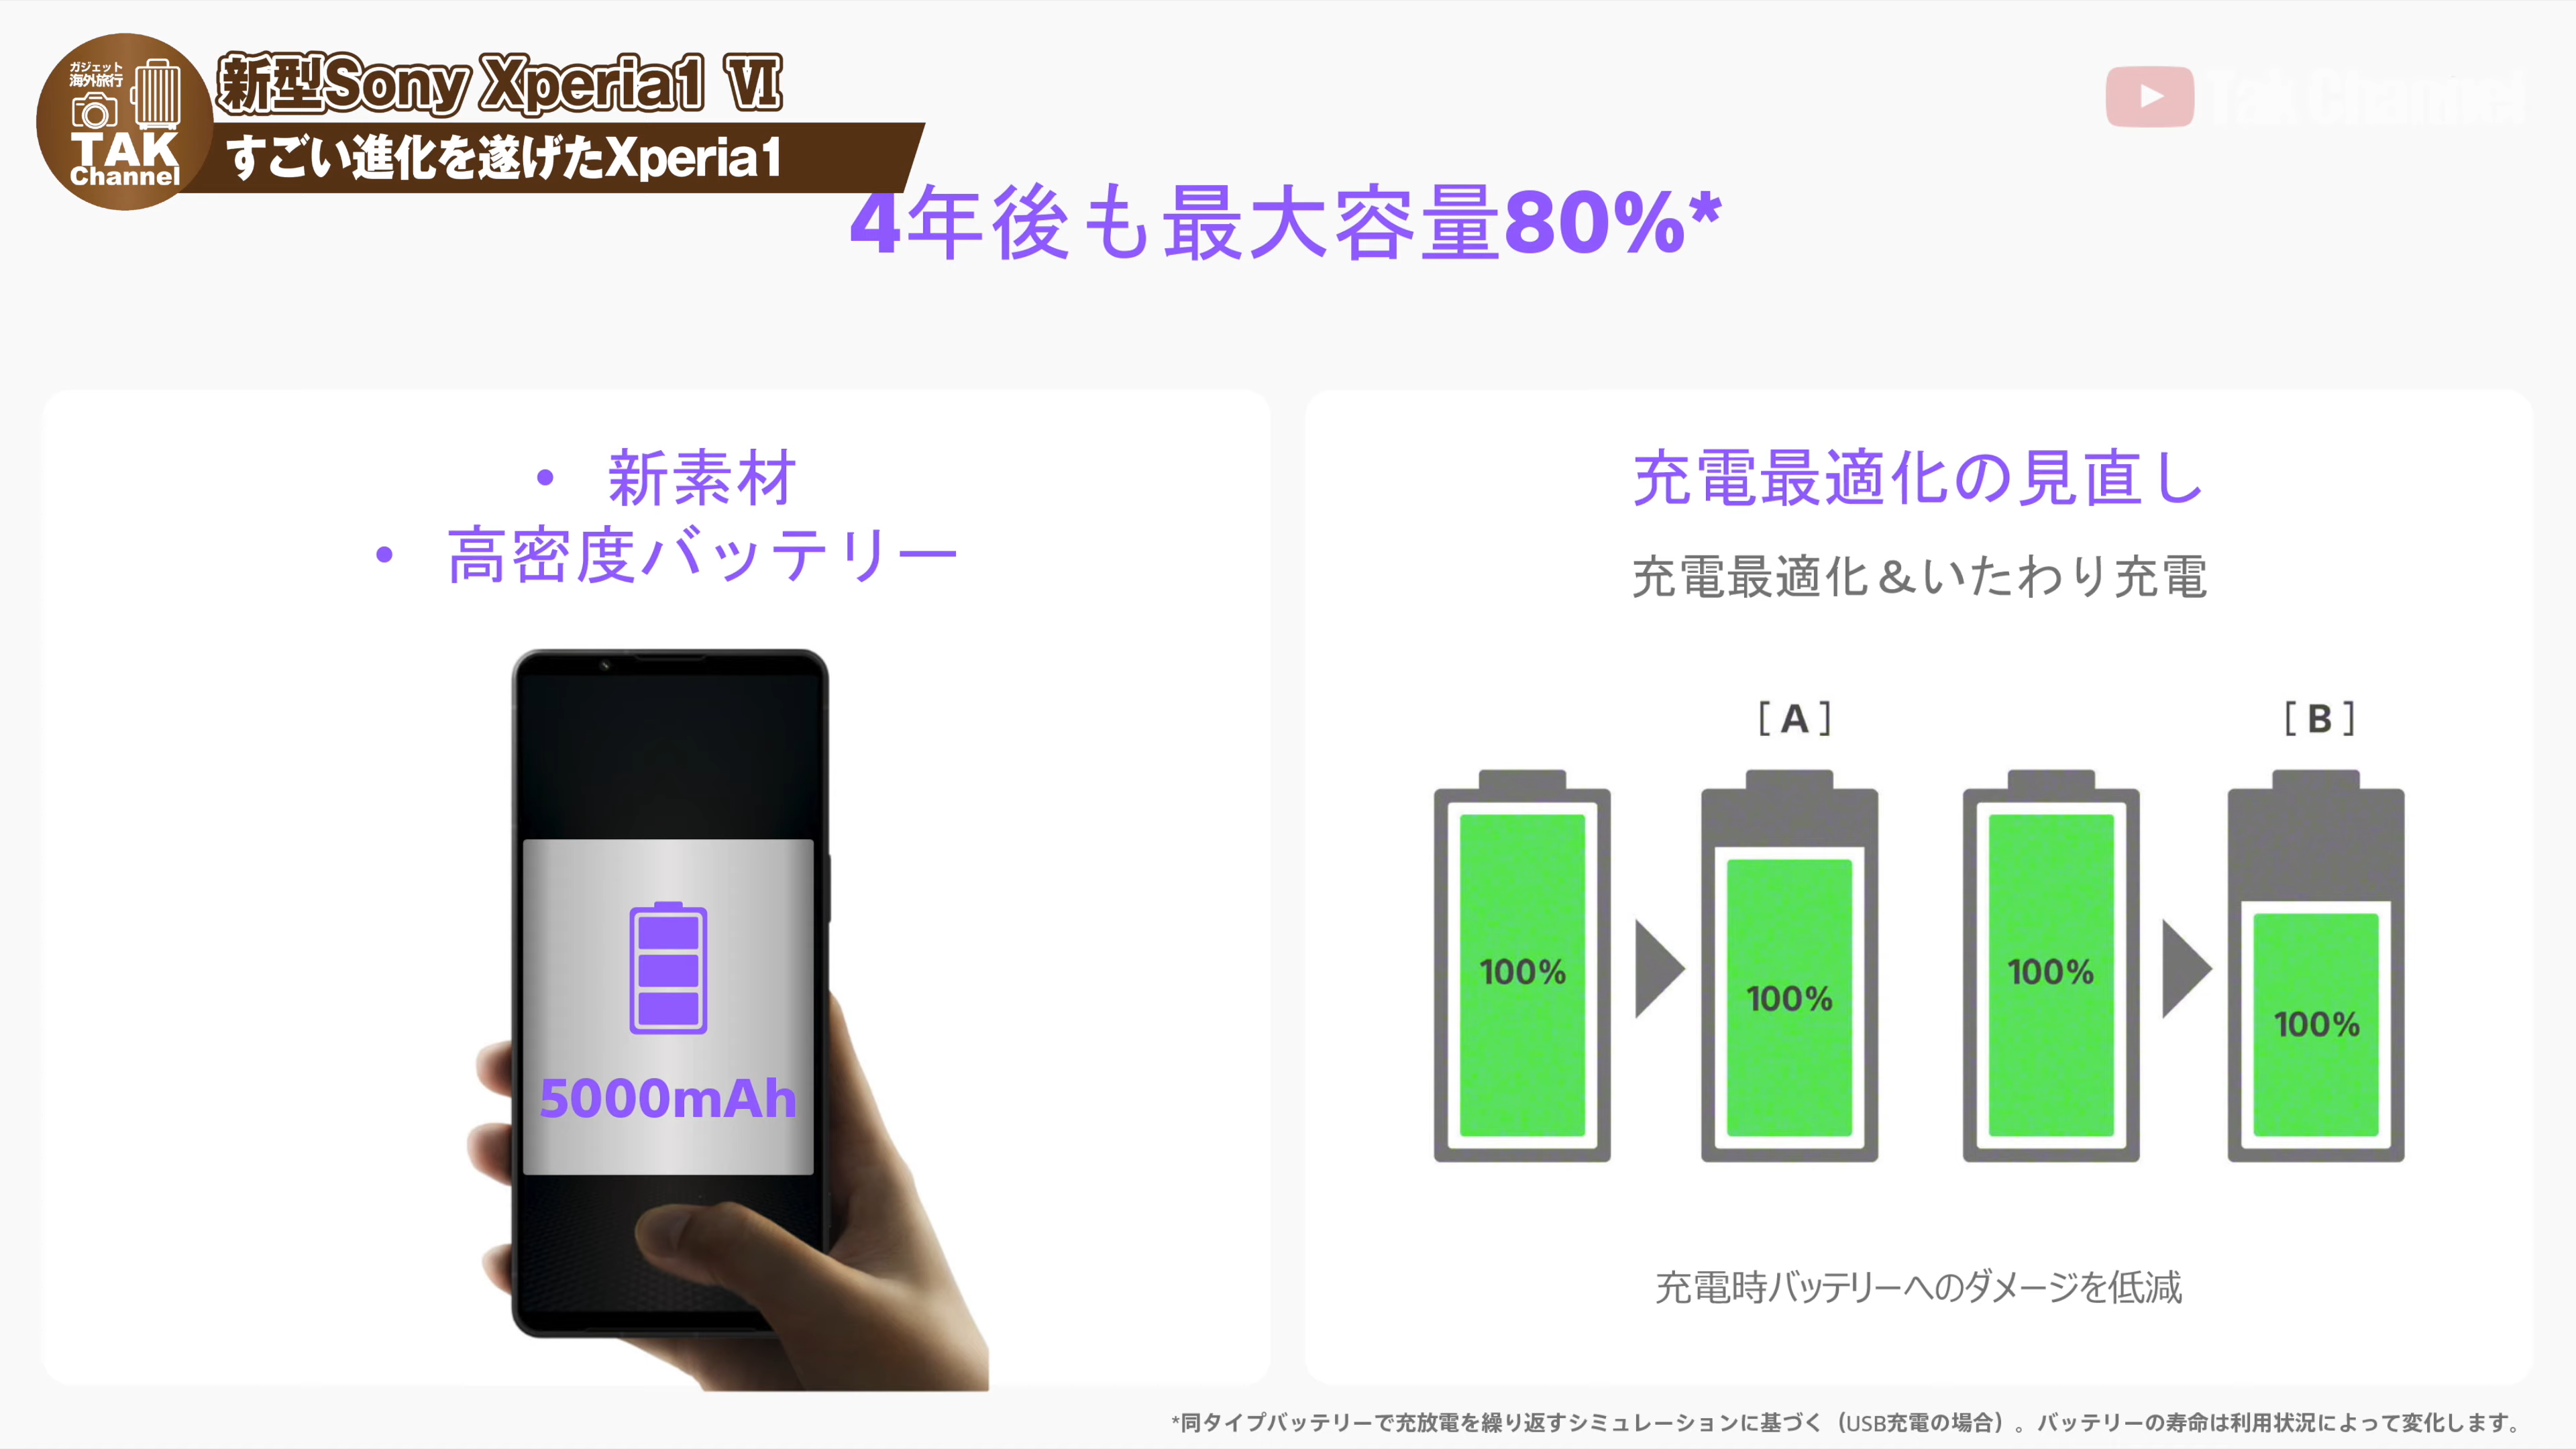 ガジェット
海外旅行
TAK
Channel
新型Sony Xperia1 Ⅵ
すごい進化を遂げたXperia1
Tak Channel
4年後も最大容量80%*
• 新素材
• 高密度バッテリー
5000mAh
充電最適化の見直し
充電最適化&いたわり充電
[A]
[B]
100%
100%
100%
100%
充電時バッテリーへのダメージを低減
*同タイプバッテリーで充放電を繰り返すシミュレーションに基づく（USB充電の場合）。バッテリーの寿命は利用状況によって変化します。